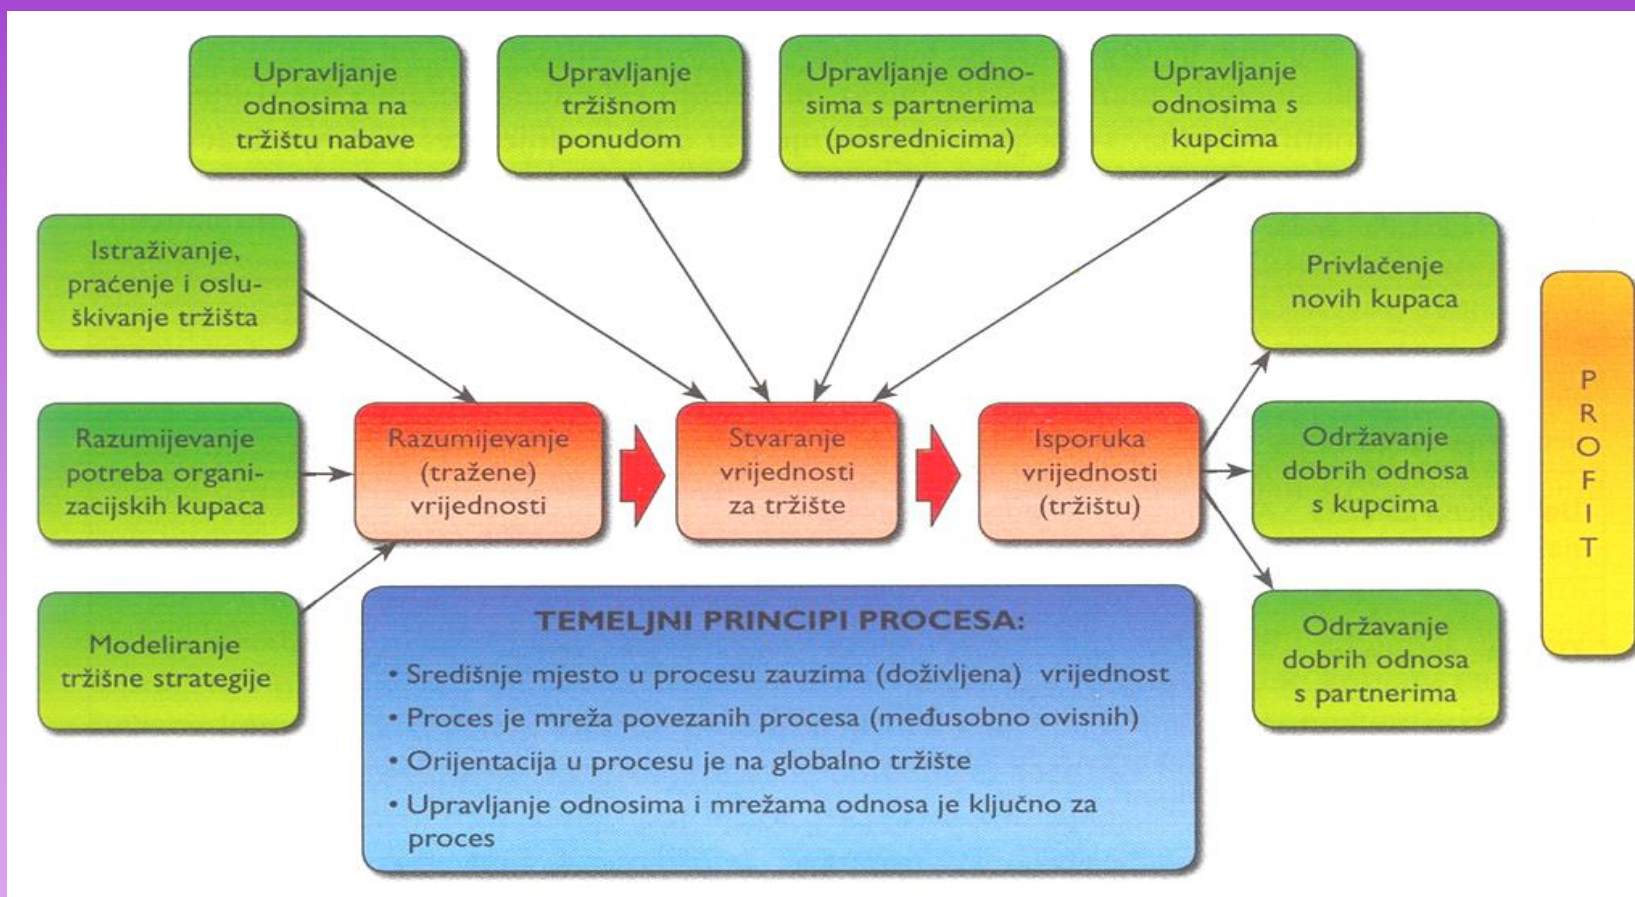 Upravljanje
odnosima na
tržištu nabave
Upravljanje
tržišnom
ponudom
Upravljanje odno-
sima s partnerima
(posrednicima)
Upravljanje
odnosima s
kupcima
Istraživanje,
praćenje i oslu-
škivanje tržišta
Privlačenje
novih kupaca
Razumijevanje
potreba organi-
zacijskih kupaca
Razumijevanje
(tražene)
vrijednosti
Stvaranje
vrijednosti
za tržište
Isporuka
vrijednosti
(tržištu)
Održavanje
dobrih odnosa
s kupcima
Modeliranje
tržišne strategije
Održavanje
dobrih odnosa
s partnerima
P
R
O
F
I
T
TEMELJNI PRINCIPI PROCESA:
• Središnje mjesto u procesu zauzima (doživljena) vrijednost
• Proces je mreža povezanih procesa (međusobno ovisnih)
• Orijentacija u procesu je na globalno tržište
• Upravljanje odnosima i mrežama odnosa je ključno za
proces